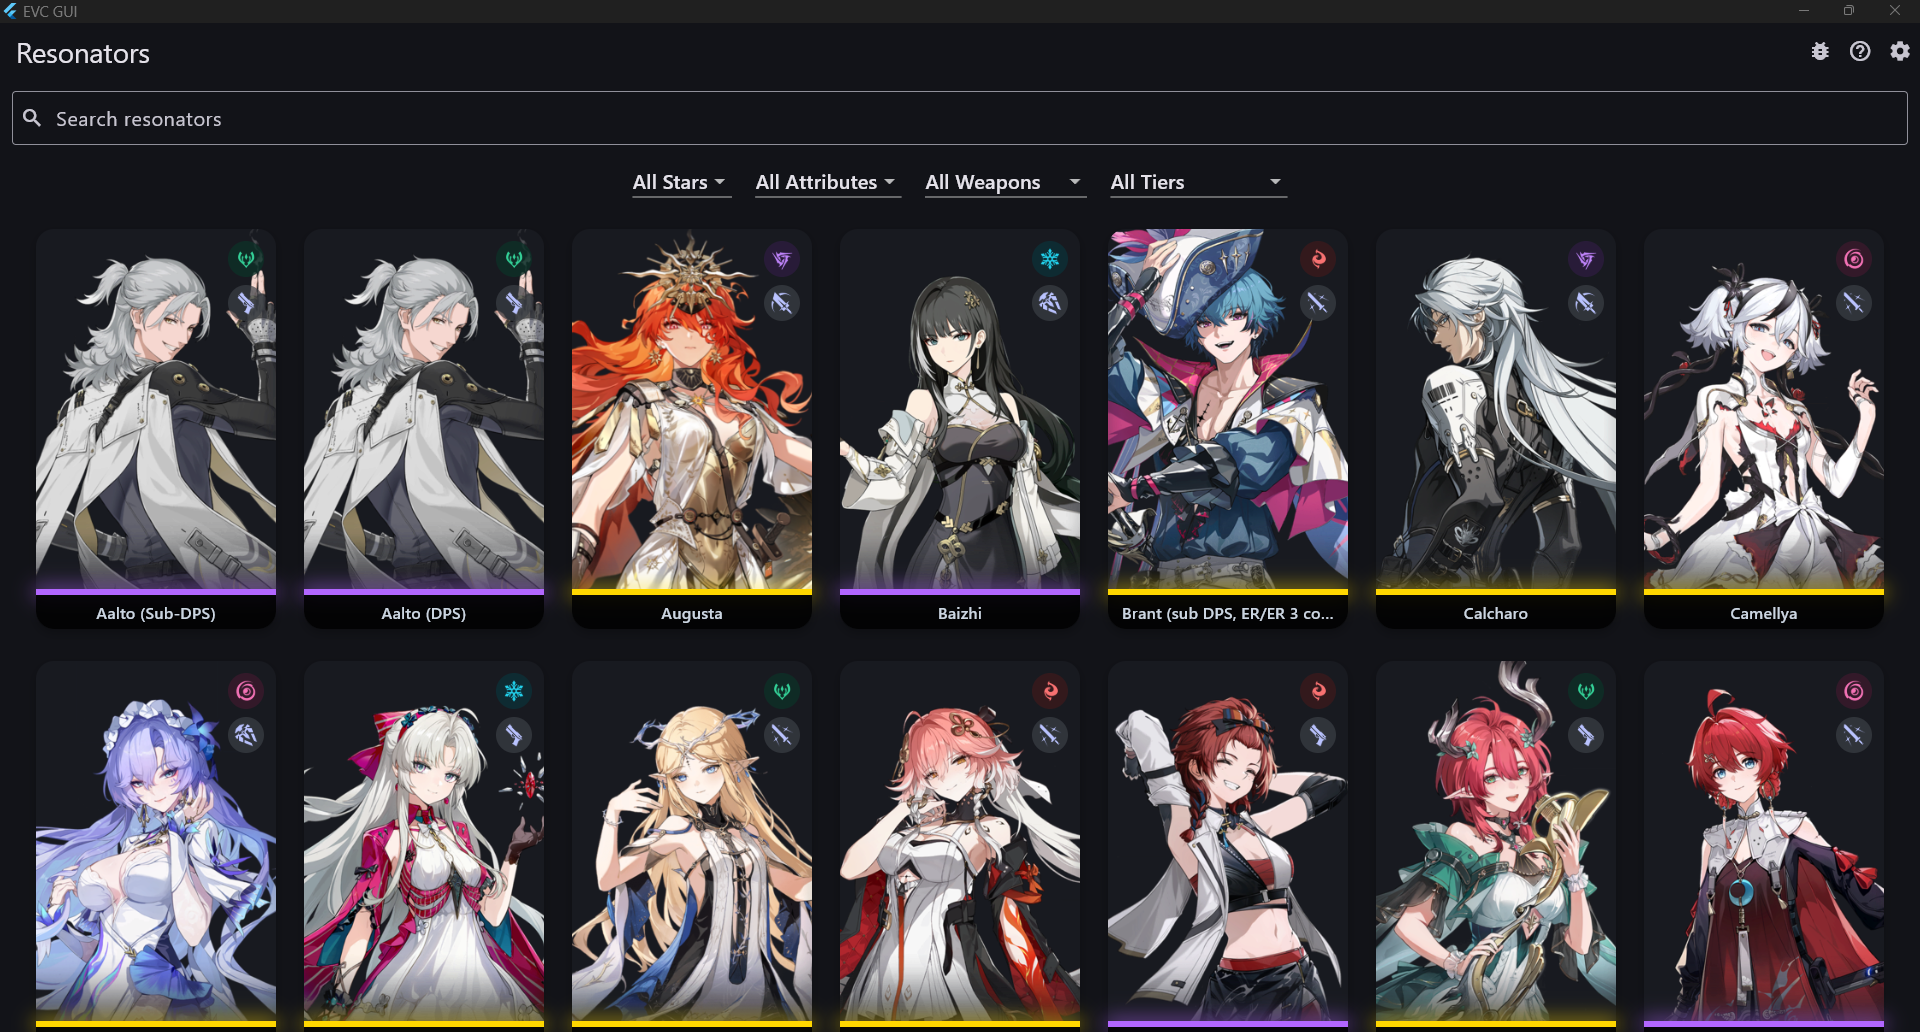 EVC GUI
Resonators
Search resonators
All Stars
All Attributes
All Weapons
All Tiers
Aalto (Sub-DPS)
Aalto (DPS)
Augusta
Baizhi
Brant (sub DPS, ER/ER 3 co...
Calcharo
Camellya